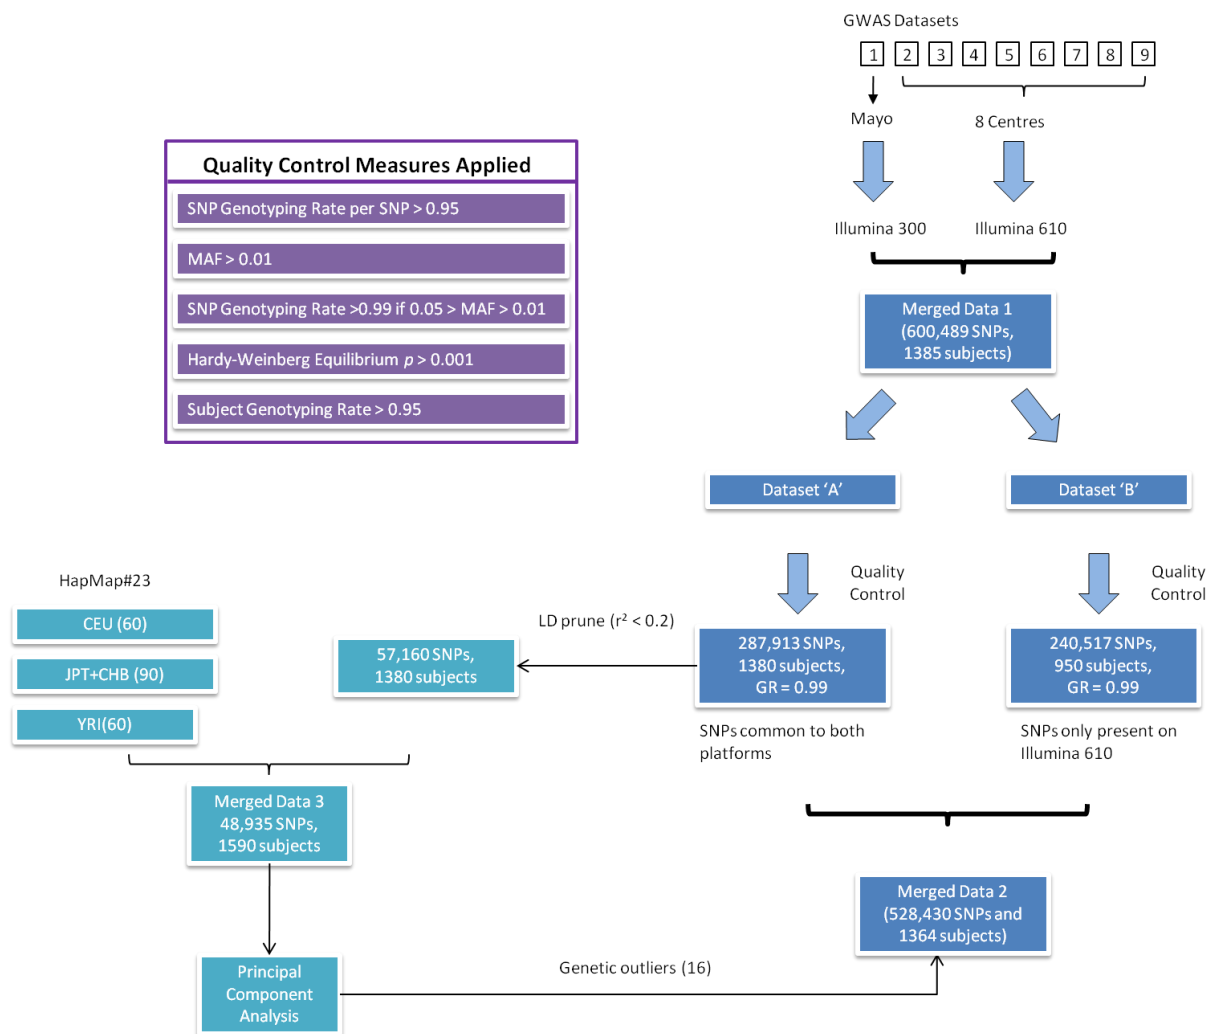 GWAS Datasets
1 2 3 4 5 6 7 8 9
Mayo
8 Centres
Illumina 300
Illumina 610
Merged Data 1
(600,489 SNPs,
1385 subjects)
Quality Control Measures Applied
SNP Genotyping Rate per SNP > 0.95
MAF > 0.01
SNP Genotyping Rate >0.99 if 0.05 > MAF > 0.01
Hardy-Weinberg Equilibrium p > 0.001
Subject Genotyping Rate > 0.95
Dataset ‘A’
Dataset ‘B’
Quality
Control
Quality
Control
287,913 SNPs,
1380 subjects,
GR = 0.99
240,517 SNPs,
950 subjects,
GR = 0.99
SNPs common to both
platforms
SNPs only present on
Illumina 610
LD prune (r² < 0.2)
57,160 SNPs,
1380 subjects
HapMap#23
CEU (60)
JPT+CHB (90)
YRI(60)
Merged Data 3
48,935 SNPs,
1590 subjects
Principal
Component
Analysis
Genetic outliers (16)
Merged Data 2
(528,430 SNPs and
1364 subjects)